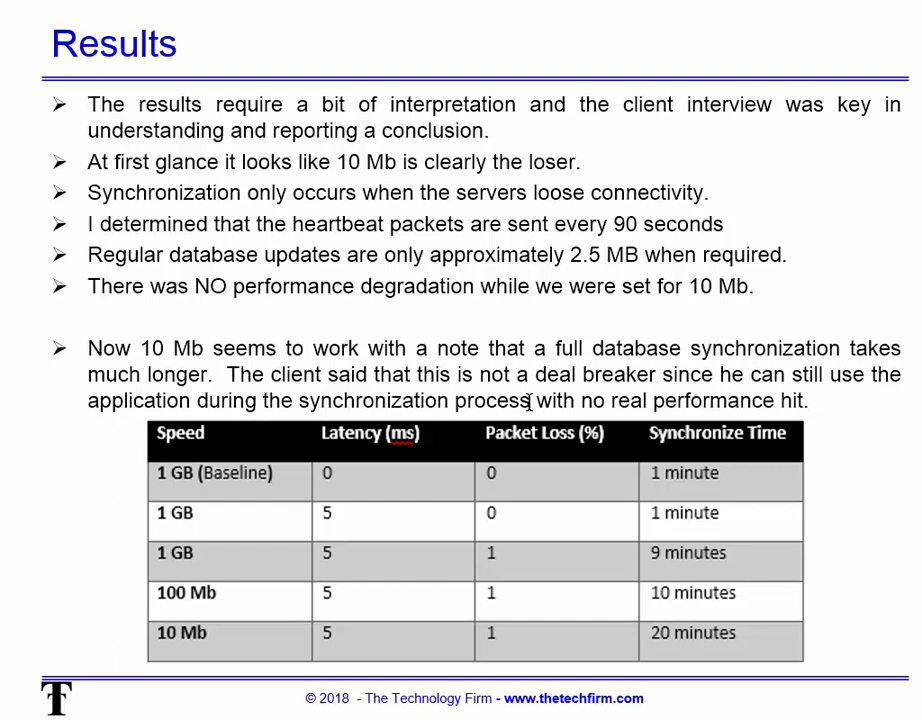 Results
➤ The results require a bit of interpretation and the client interview was key in
understanding and reporting a conclusion.
➤ At first glance it looks like 10 Mb is clearly the loser.
➤ Synchronization only occurs when the servers loose connectivity.
➤ I determined that the heartbeat packets are sent every 90 seconds
➤ Regular database updates are only approximately 2.5 MB when required.
➤ There was NO performance degradation while we were set for 10 Mb.
➤ Now 10 Mb seems to work with a note that a full database synchronization takes
much longer. The client said that this is not a deal breaker since he can still use the
application during the synchronization process with no real performance hit.
Speed Latency (ms) Packet Loss (%) Synchronize Time
1 GB (Baseline) 0 0 1 minute
1 GB 5 0 1 minute
1 GB 5 1 9 minutes
100 Mb 5 1 10 minutes
10 Mb 5 1 20 minutes
T
© 2018 - The Technology Firm - www.thetechfirm.com